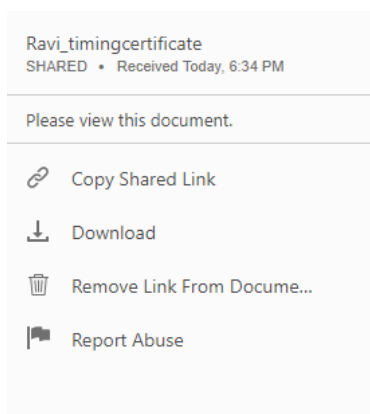 Ravi_timingcertificate
SHARED • Received Today, 6:34 PM
Please view this document.
Copy Shared Link
Download
Remove Link From Docume...
Report Abuse